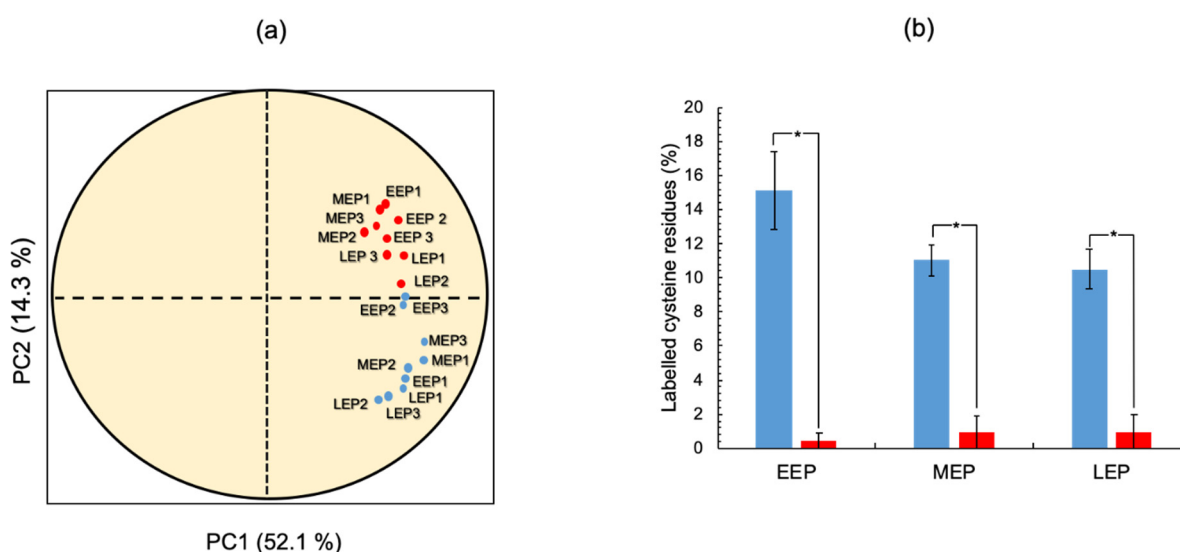 (a)
PC2 (14.3 %)
MEP1
EEP1
MEP3
EEP 2
MEP2
EEP 3
LEP 3
LEP1
LEP2
EEP2
EEP3
MEP3
MEP2
MEP1
EEP1
LEP1
LEP2
LEP3
PC1 (52.1 %)
(b)
Labelled cysteine residues (%)
20
18
16
14
12
10
8
6
4
2
0
*
*
*
EEP
MEP
LEP